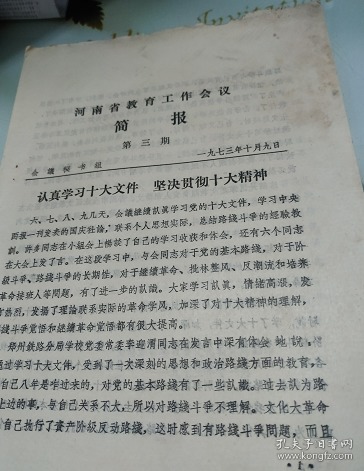 河南省教育工作会议
简报
第三期
会议秘书组
一九七三年十月九日
认真学习十大文件 坚决贯彻十大精神
六、七、八、九几天，会议继续认真学习党的十大文件，学习中央
两报一刊发表的国庆社论，联系个人思想实际，总结路线斗争的经验教
训。许多同志在小组会上畅谈了自己的学习收获和体会，还有六个同志
在大会上发了言。在这段学习中，与会同志对于党的基本路线，对于阶
级斗争、路线斗争的长期性，对于继续革命、批林整风、反潮流和培养
革命接班人等问题，有了进一步的认识。大家学习认真，情绪高涨，发
扬了理论联系实际的革命学风，加深了对十大精神的理解，
路线斗争觉悟和继续革命觉悟都有很大提高。
郑州铁路分局学校党委常委李迎渭同志在发言中深有体会地说，
通过学习十大文件，受到了一次深刻的思想和政治路线方面的教育，
自己八年是串过来的，对党的基本路线有了一些认识。过去认为路
上边的事，与自己关系不大，所以对路线斗争不理解。文化大革命
自己执行了资产阶级反动路线，这时感到有路线斗争问题，而且
·1·